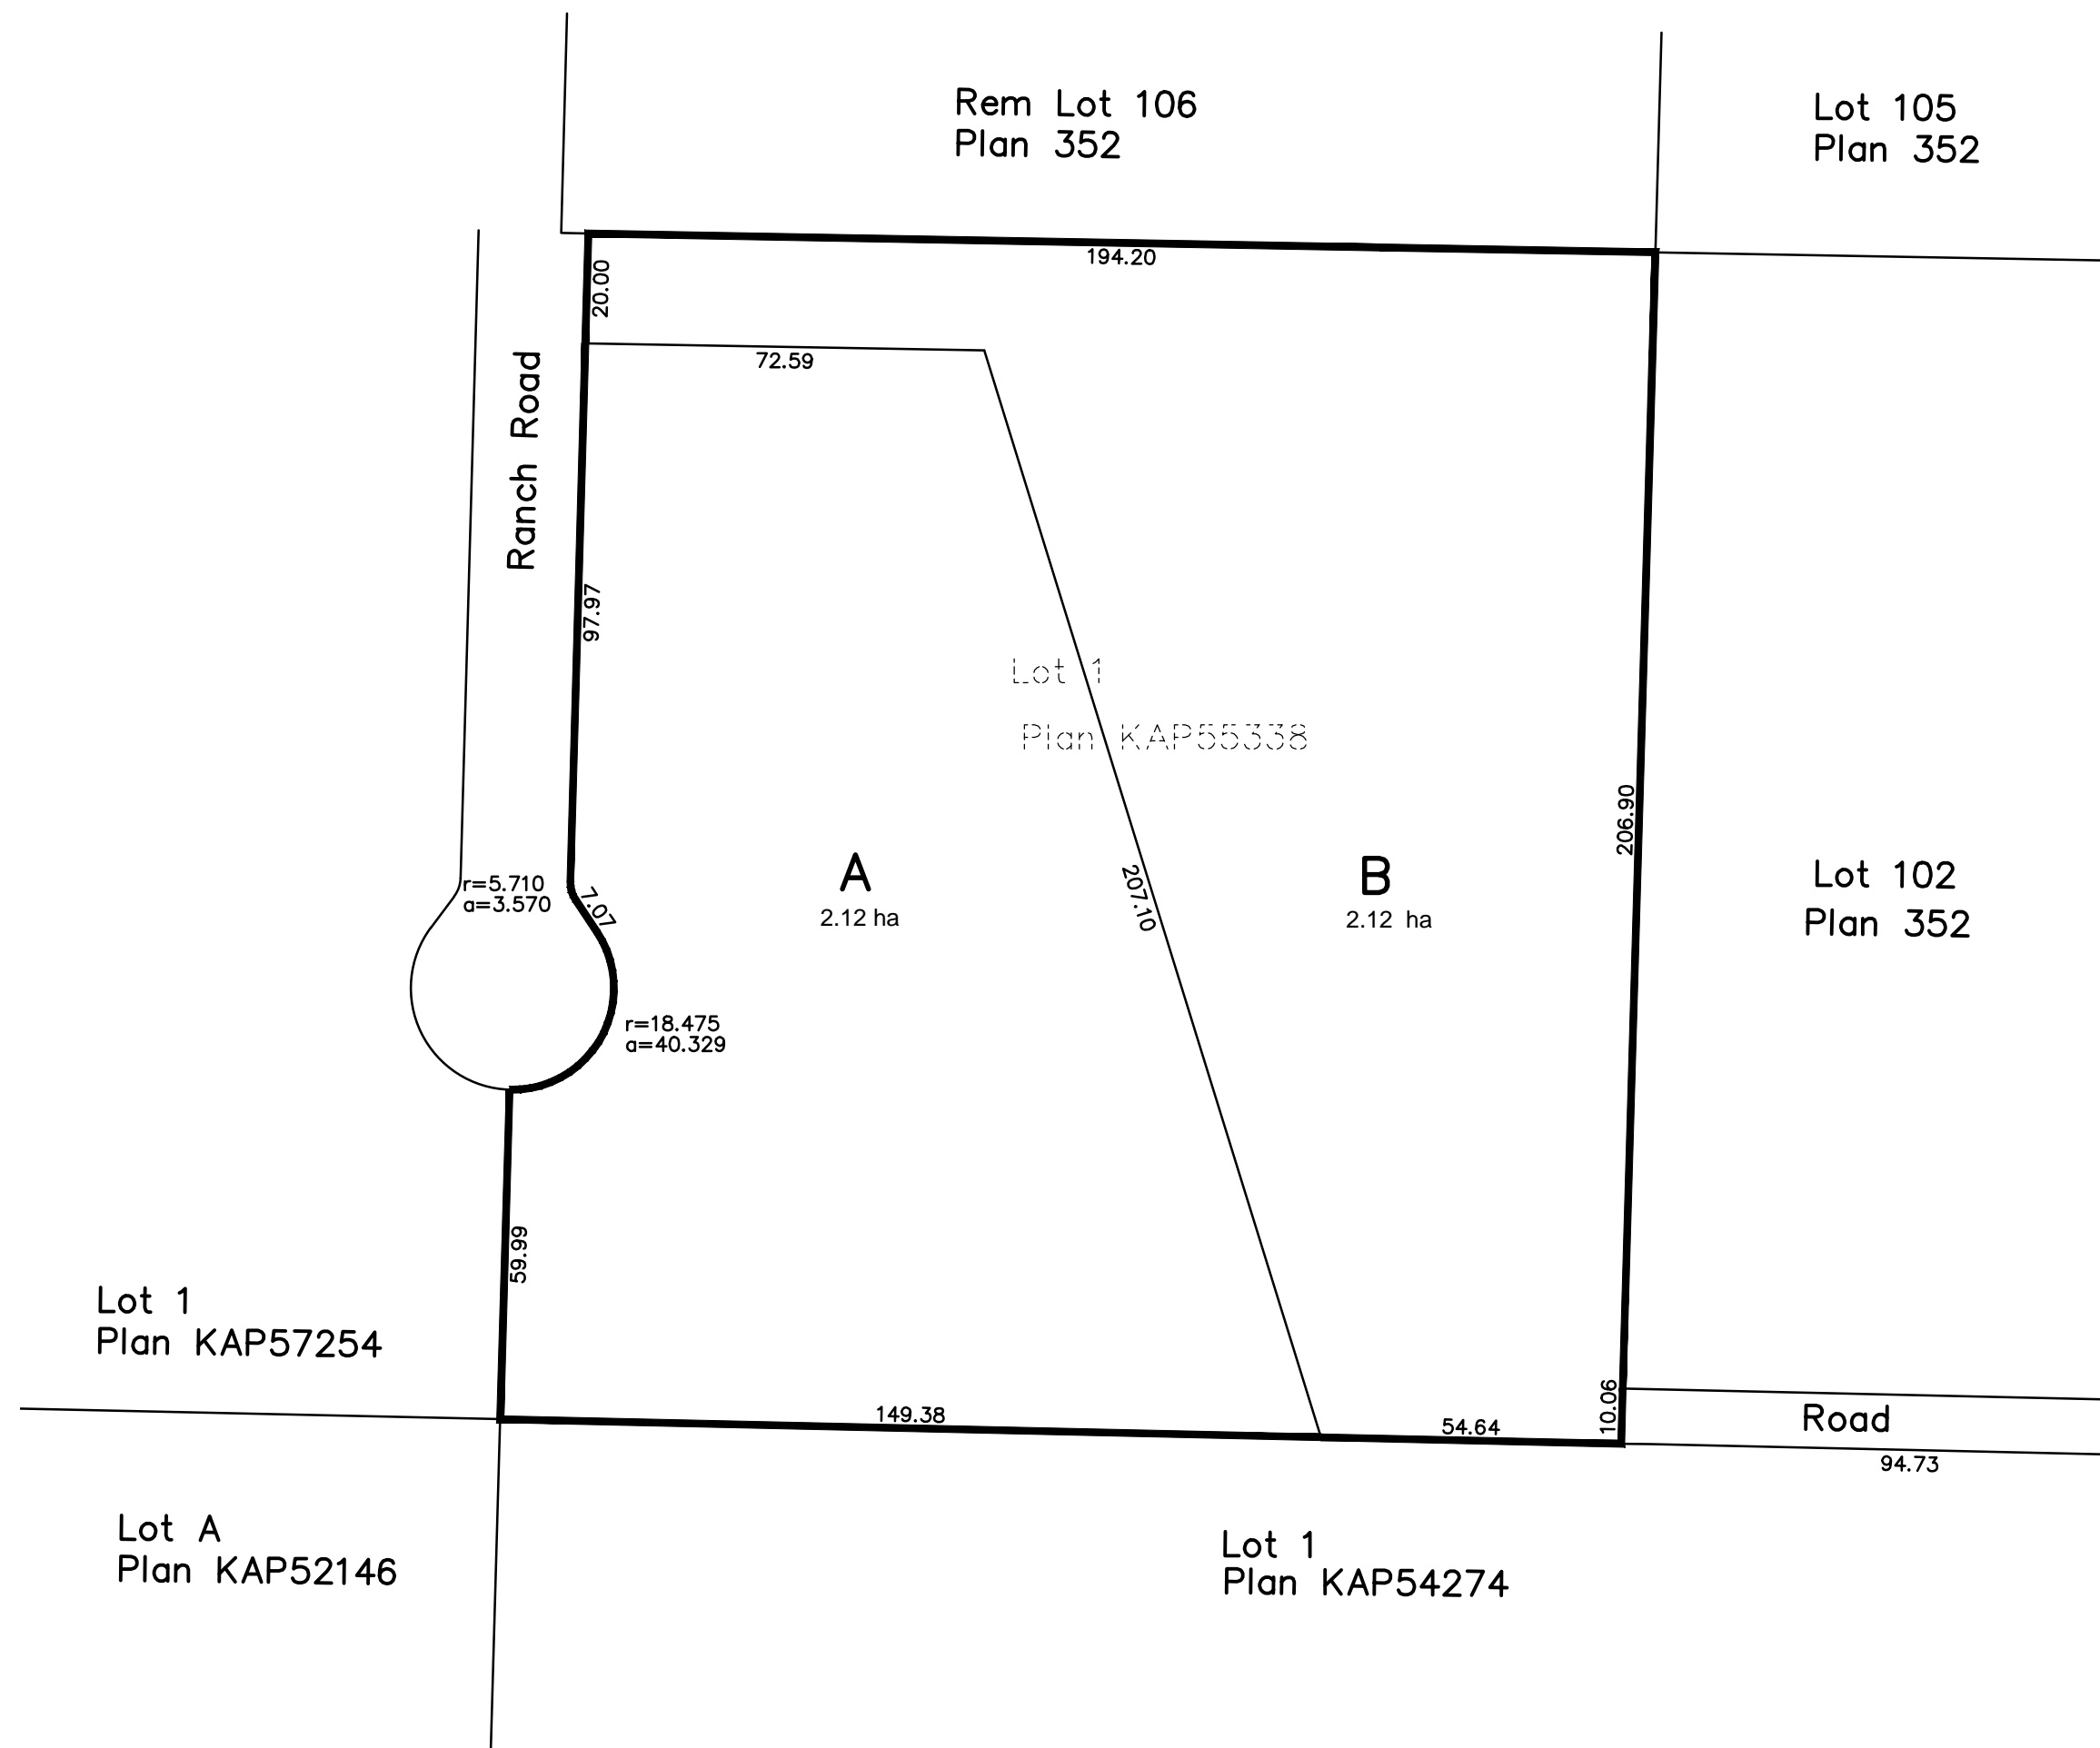 Rem Lot 106
Plan 352
Lot 105
Plan 352
194.20
20.00
72.59
Ranch Road
97.97
Lot 1
Plan KAP55338
206.90
A
2.12 ha
207.10
B
2.12 ha
Lot 102
Plan 352
r=5.710
a=3.570
7.07
r=18.475
a=40.329
59.99
Lot 1
Plan KAP57254
149.38
54.64
10.06
Road
94.73
Lot A
Plan KAP52146
Lot 1
Plan KAP54274